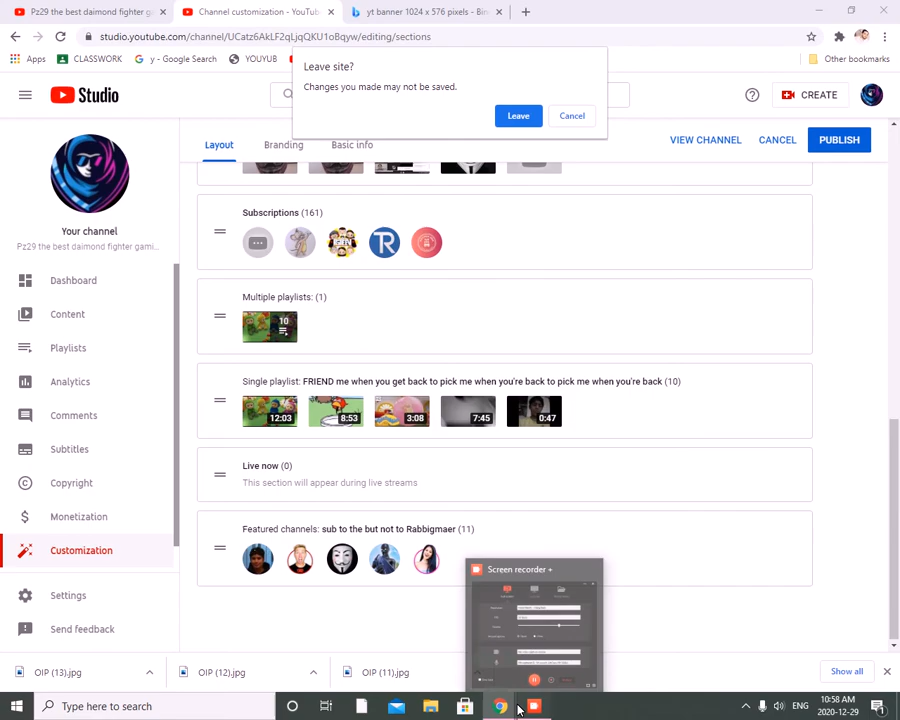 Pz29 the best daimond fighter ga
Channel customization - YouTub
yt banner 1024 x 576 pixels - Bin
studio.youtube.com/channel/UCatz6AkLF2qLjqQKU1oBqyw/editing/sections
Apps
CLASSWORK
y - Google Search
YOUYUB
Other bookmarks
Leave site?
Changes you made may not be saved.
Leave
Cancel
Studio
CREATE
Layout
Branding
Basic info
VIEW CHANNEL
CANCEL
PUBLISH
Your channel
Pz29 the best daimond fighter gami...
Dashboard
Content
Playlists
Analytics
Comments
Subtitles
Copyright
Monetization
Customization
Settings
Send feedback
Subscriptions (161)
Multiple playlists: (1)
10
Single playlist: FRIEND me when you get back to pick me when you're back to pick me when you're back (10)
12:03
8:53
3:08
7:45
0:47
Live now (0)
This section will appear during live streams
Featured channels: sub to the but not to Rabbigmaer (11)
Screen recorder +
OIP (13).jpg
OIP (12).jpg
OIP (11).jpg
Show all
Type here to search
ENG
10:58 AM
2020-12-29